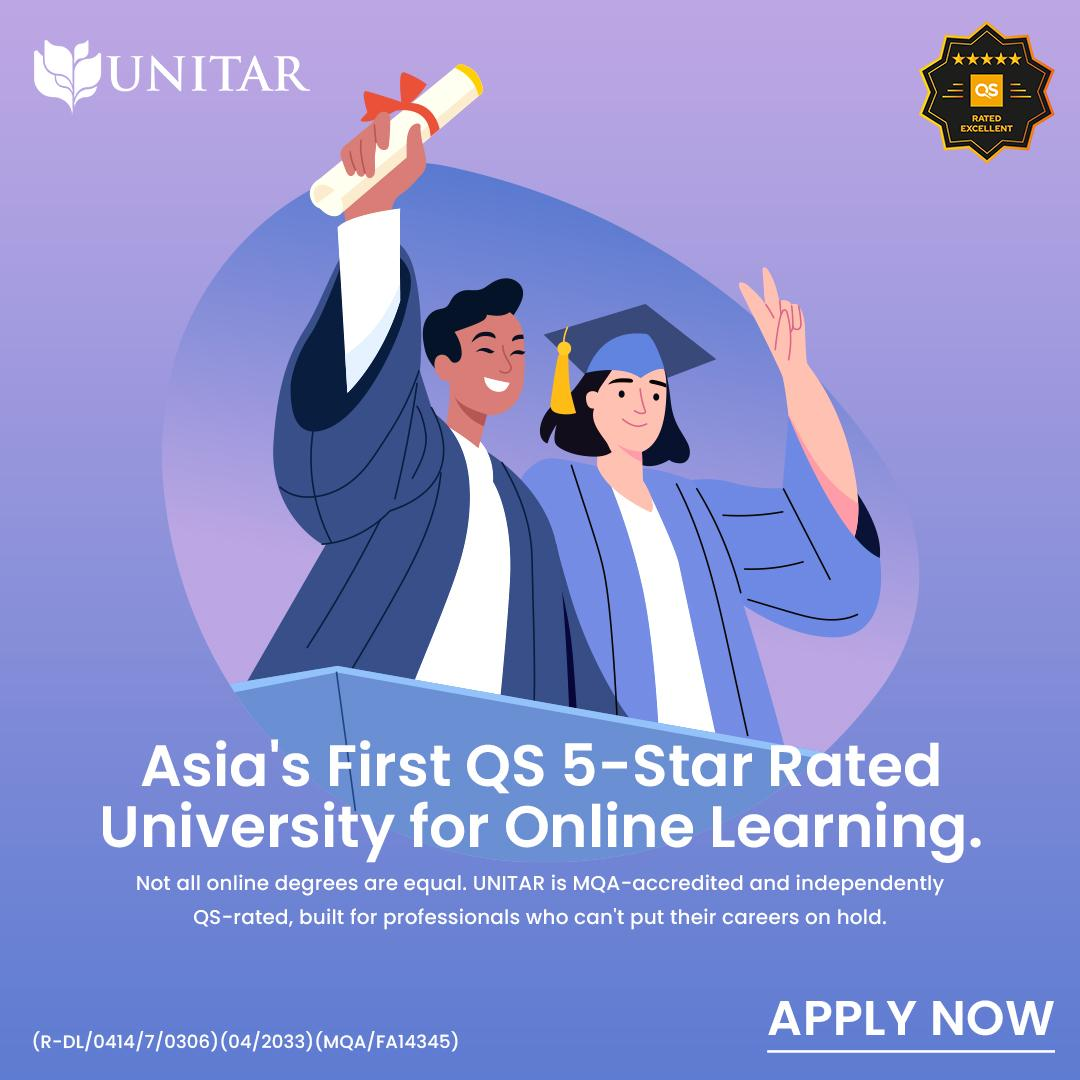 UNITAR
QS
RATED
EXCELLENT
Asia's First QS 5-Star Rated
University for Online Learning.
Not all online degrees are equal. UNITAR is MQA-accredited and independently
QS-rated, built for professionals who can't put their careers on hold.
APPLY NOW
(R-DL/0414/7/0306)(04/2033)(MQA/FA14345)